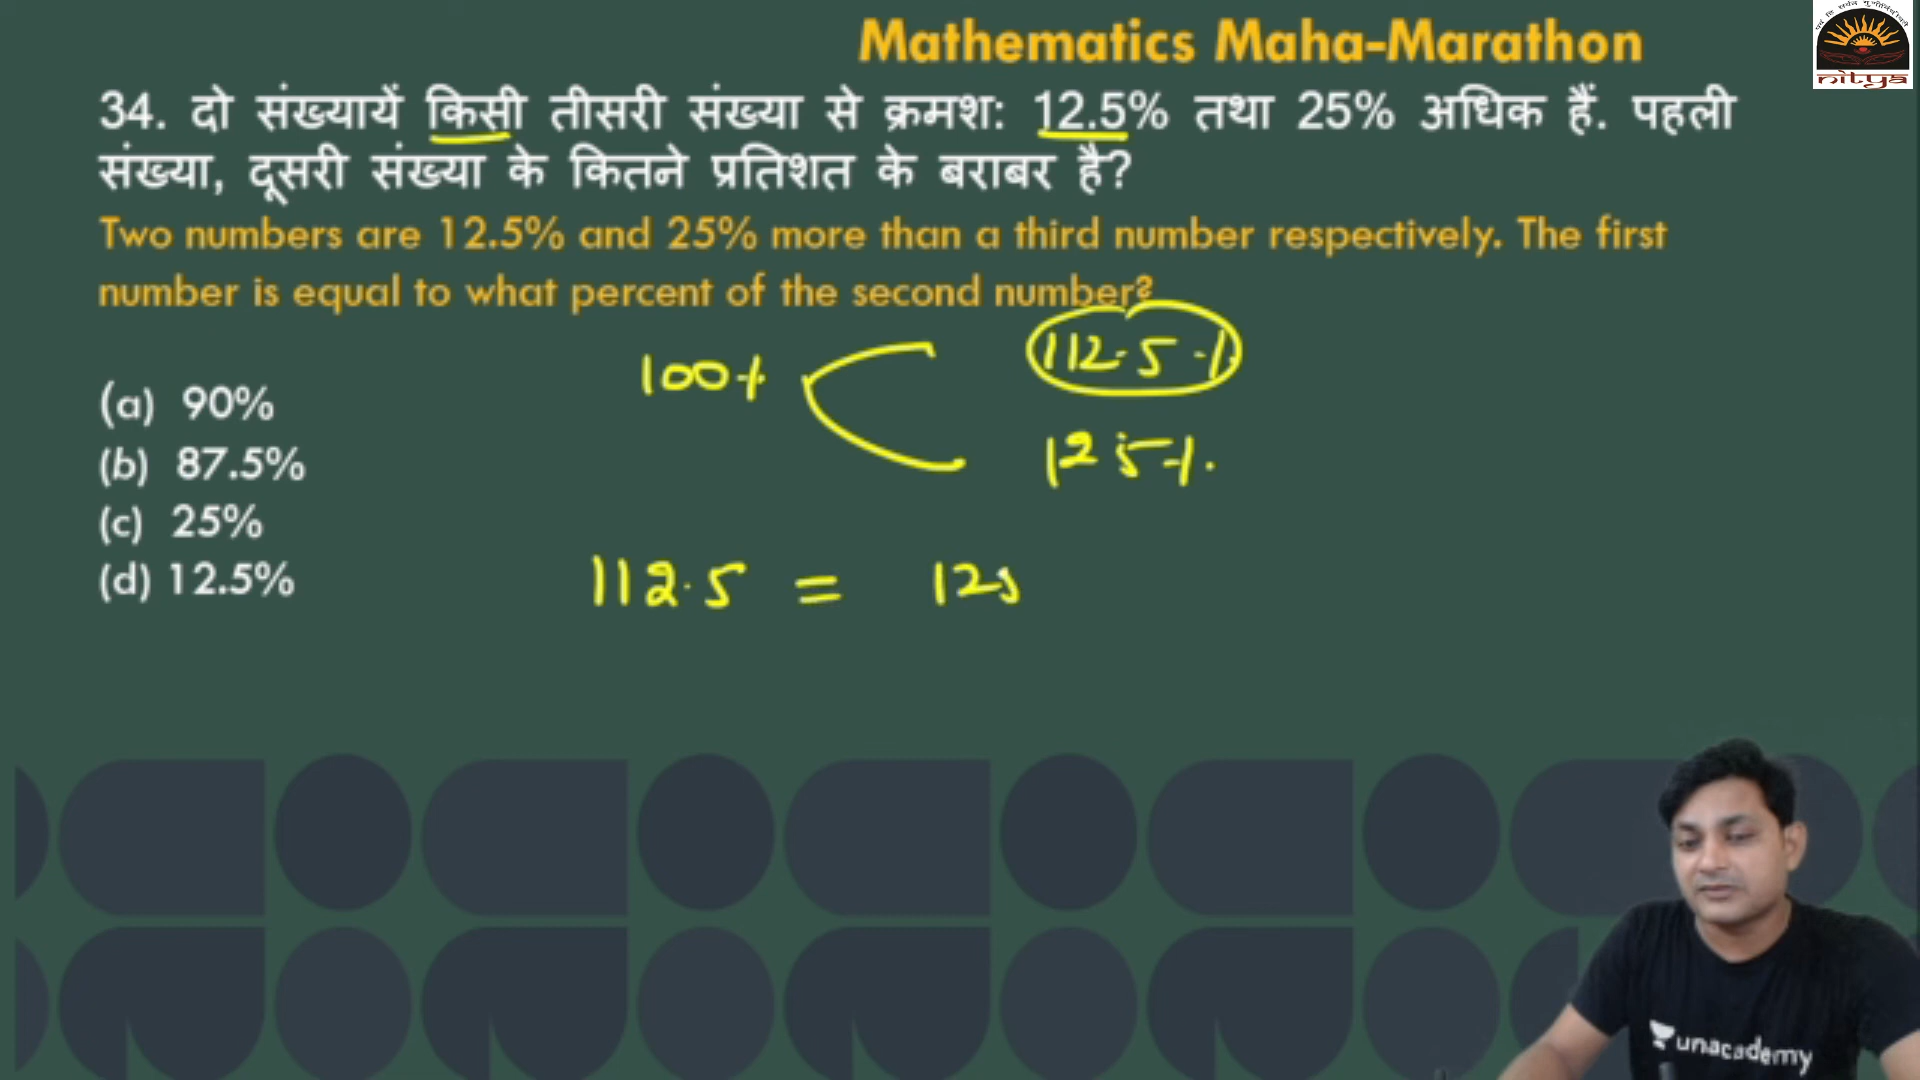 Mathematics Maha-Marathon
34. दो संख्यायें किसी तीसरी संख्या से क्रमश: 12.5% तथा 25% अधिक हैं. पहली
संख्या, दूसरी संख्या के कितने प्रतिशत के बराबर है?
Two numbers are 12.5% and 25% more than a third number respectively. The first
number is equal to what percent of the second number?
100%
112.5%
125%.
(a) 90%
(b) 87.5%
(c) 25%
(d) 12.5%
112.5 = 125
nitya
unacademy